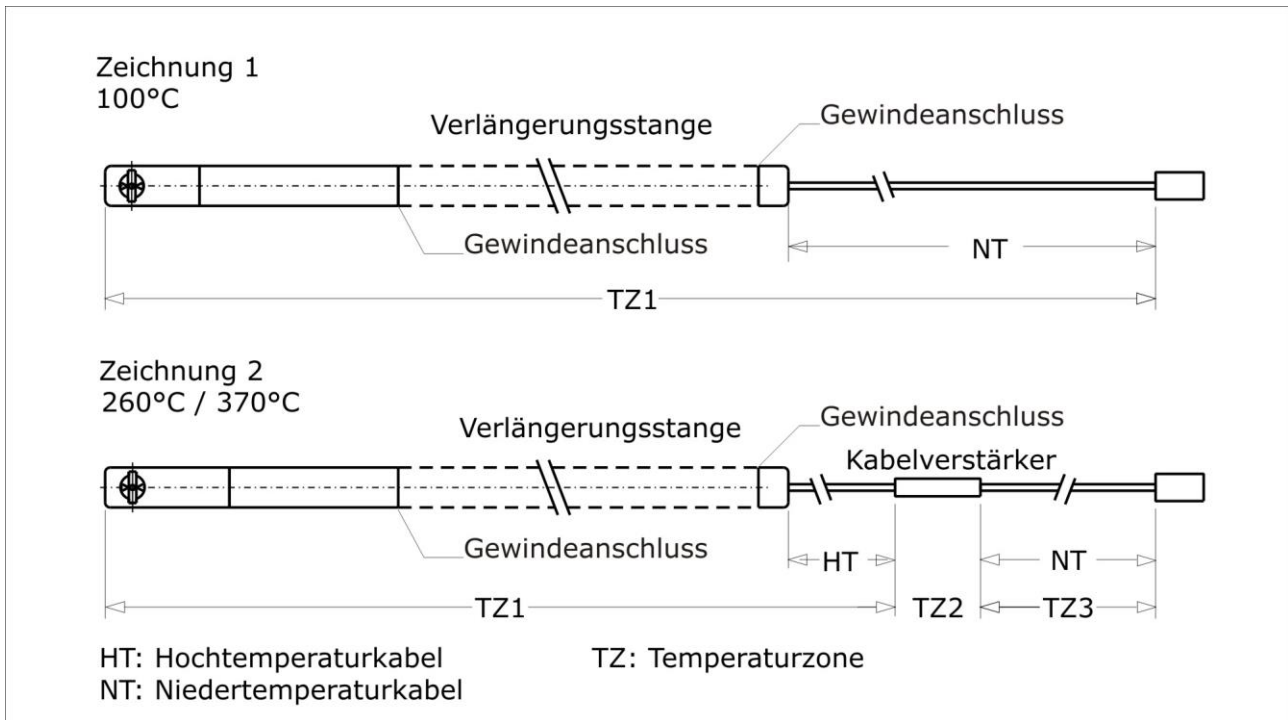 Zeichnung 1
100°C
Verlängerungsstange
Gewindeanschluss
Gewindeanschluss
NT
TZ1
Zeichnung 2
260°C / 370°C
Verlängerungsstange
Gewindeanschluss
Kabelverstärker
Gewindeanschluss
HT
NT
TZ1
TZ2
TZ3
HT: Hochtemperaturkabel
TZ: Temperaturzone
NT: Niedertemperaturkabel